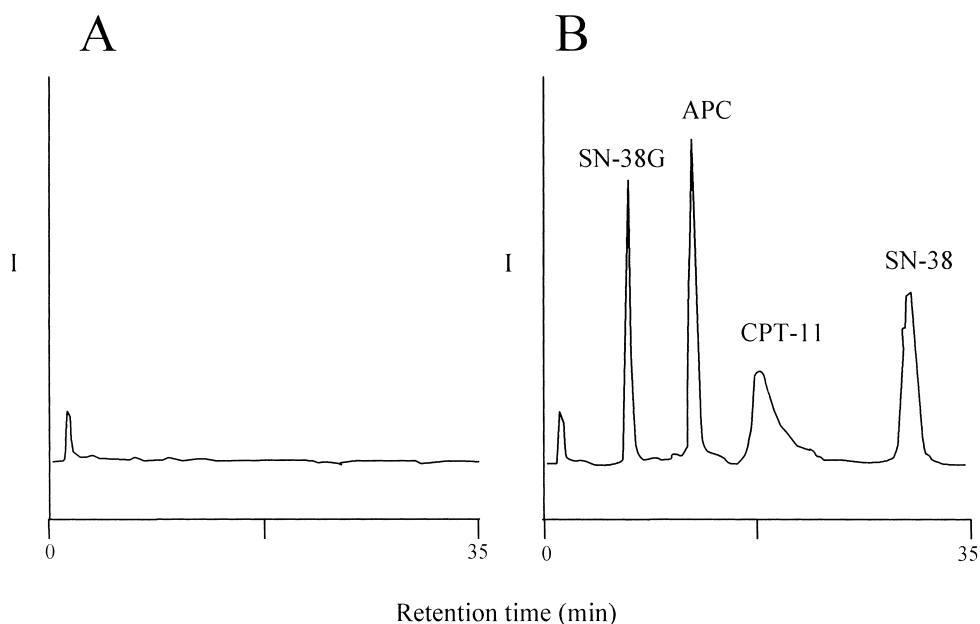 A
B
APC
SN-38G
SN-38
I
I
CPT-11
0
35
0
35
Retention time (min)